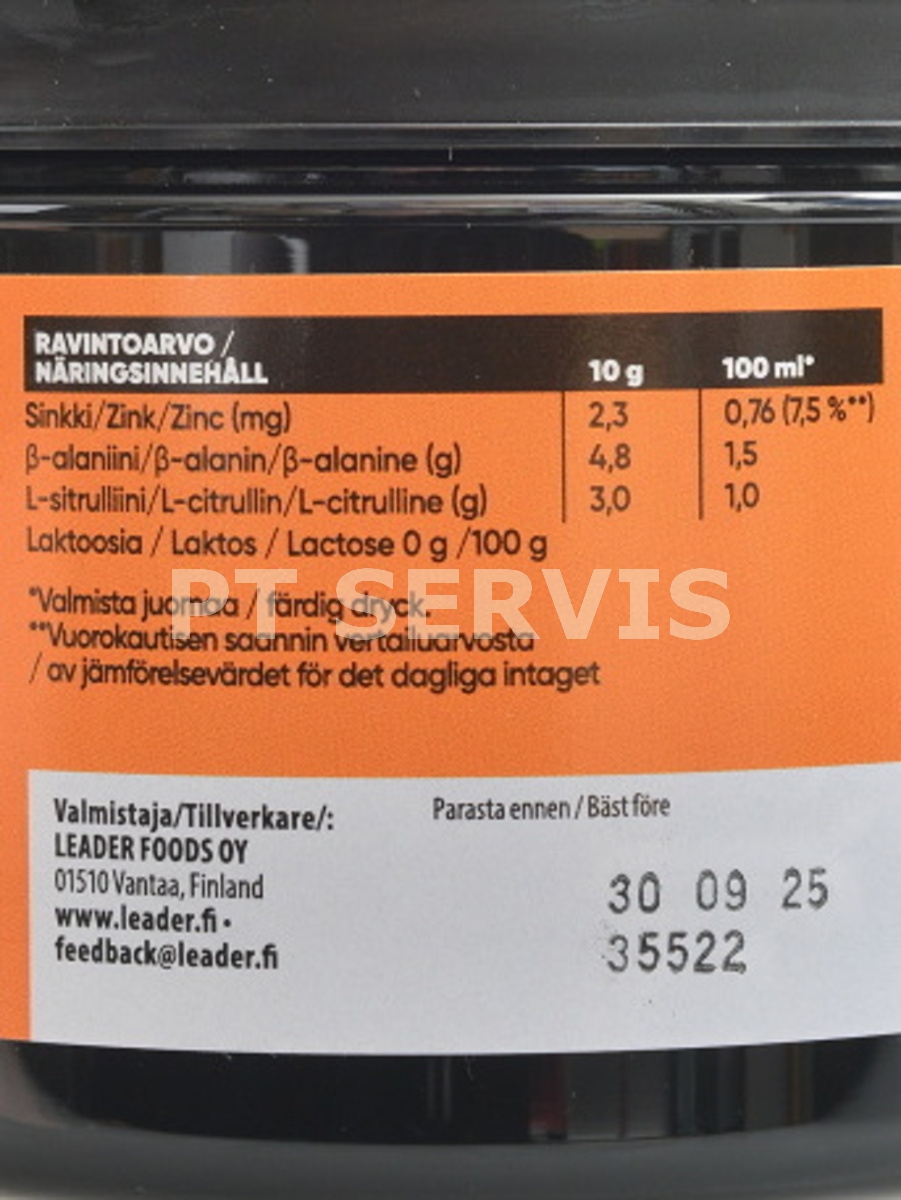 RAVINTOARVO /
NÄRINGSINNEHÅLL 10 g 100 ml*
Sinkki/Zink/Zinc (mg) 2,3 0,76 (7,5 %**)
β-alaniini/β-alanin/β-alanine (g) 4,8 1,5
L-sitrulliini/L-citrullin/L-citrulline (g) 3,0 1,0
Laktoosia / Laktos / Lactose 0 g /100 g
PT SERVIS
*Valmista juomaa / färdig dryck.
**Vuorokautisen saannin vertailuarvosta
/ av jämförelsevärdet för det dagliga intaget
Valmistaja/Tillverkare/:
LEADER FOODS OY
01510 Vantaa, Finland
www.leader.fi •
feedback@leader.fi
Parasta ennen / Bäst före
30 09 25
35522